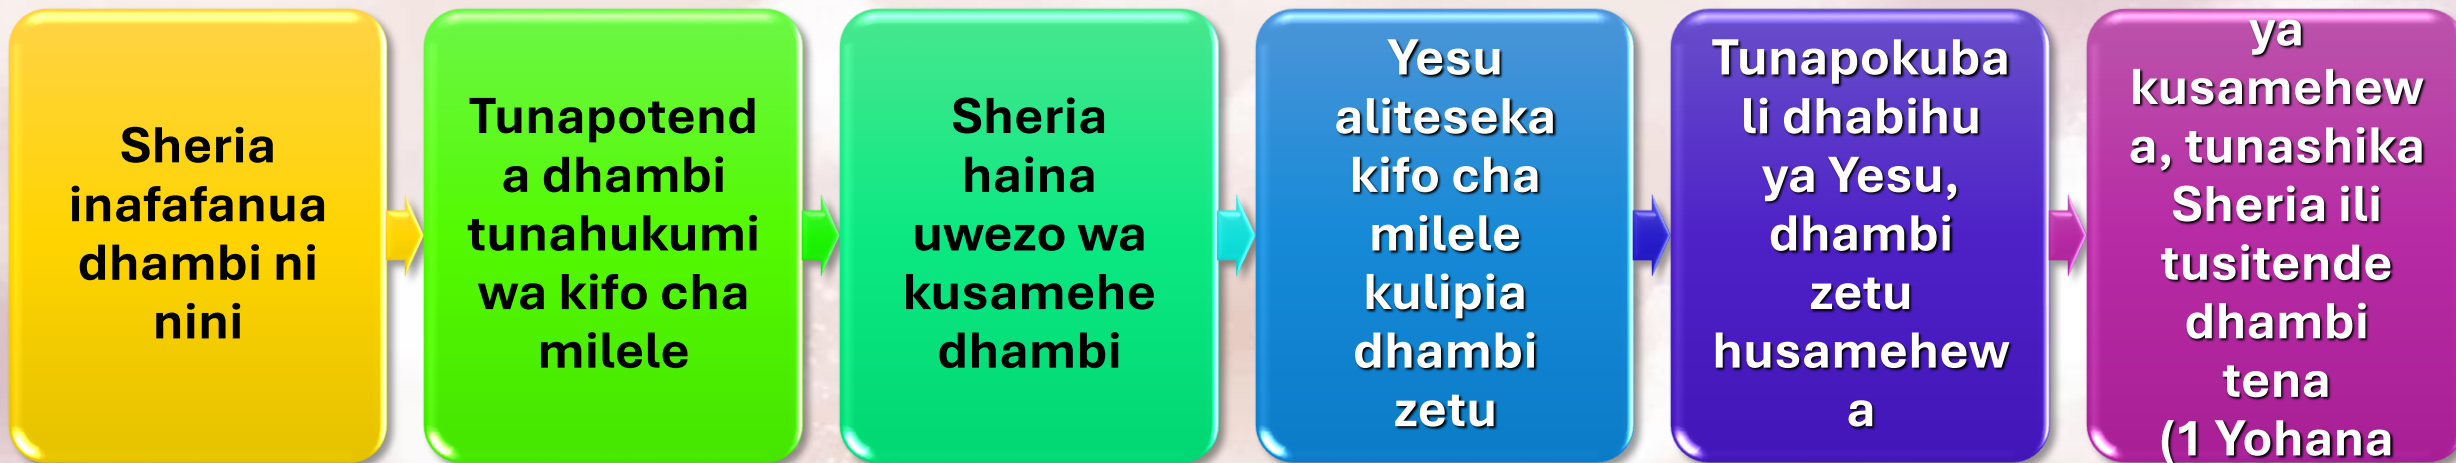 Sheria
inafafanua
dhambi ni
nini
Tunapotend
a dhambi
tunahukumi
wa kifo cha
milele
Sheria
haina
uwezo wa
kusamehe
dhambi
Yesu
aliteseka
kifo cha
milele
kulipia
dhambi
zetu
Tunapokuba
li dhabihu
ya Yesu,
dhambi
zetu
husamehew
a
ya
kusamehew
a, tunashika
Sheria ili
tusitende
dhambi
tena
(1 Yohana